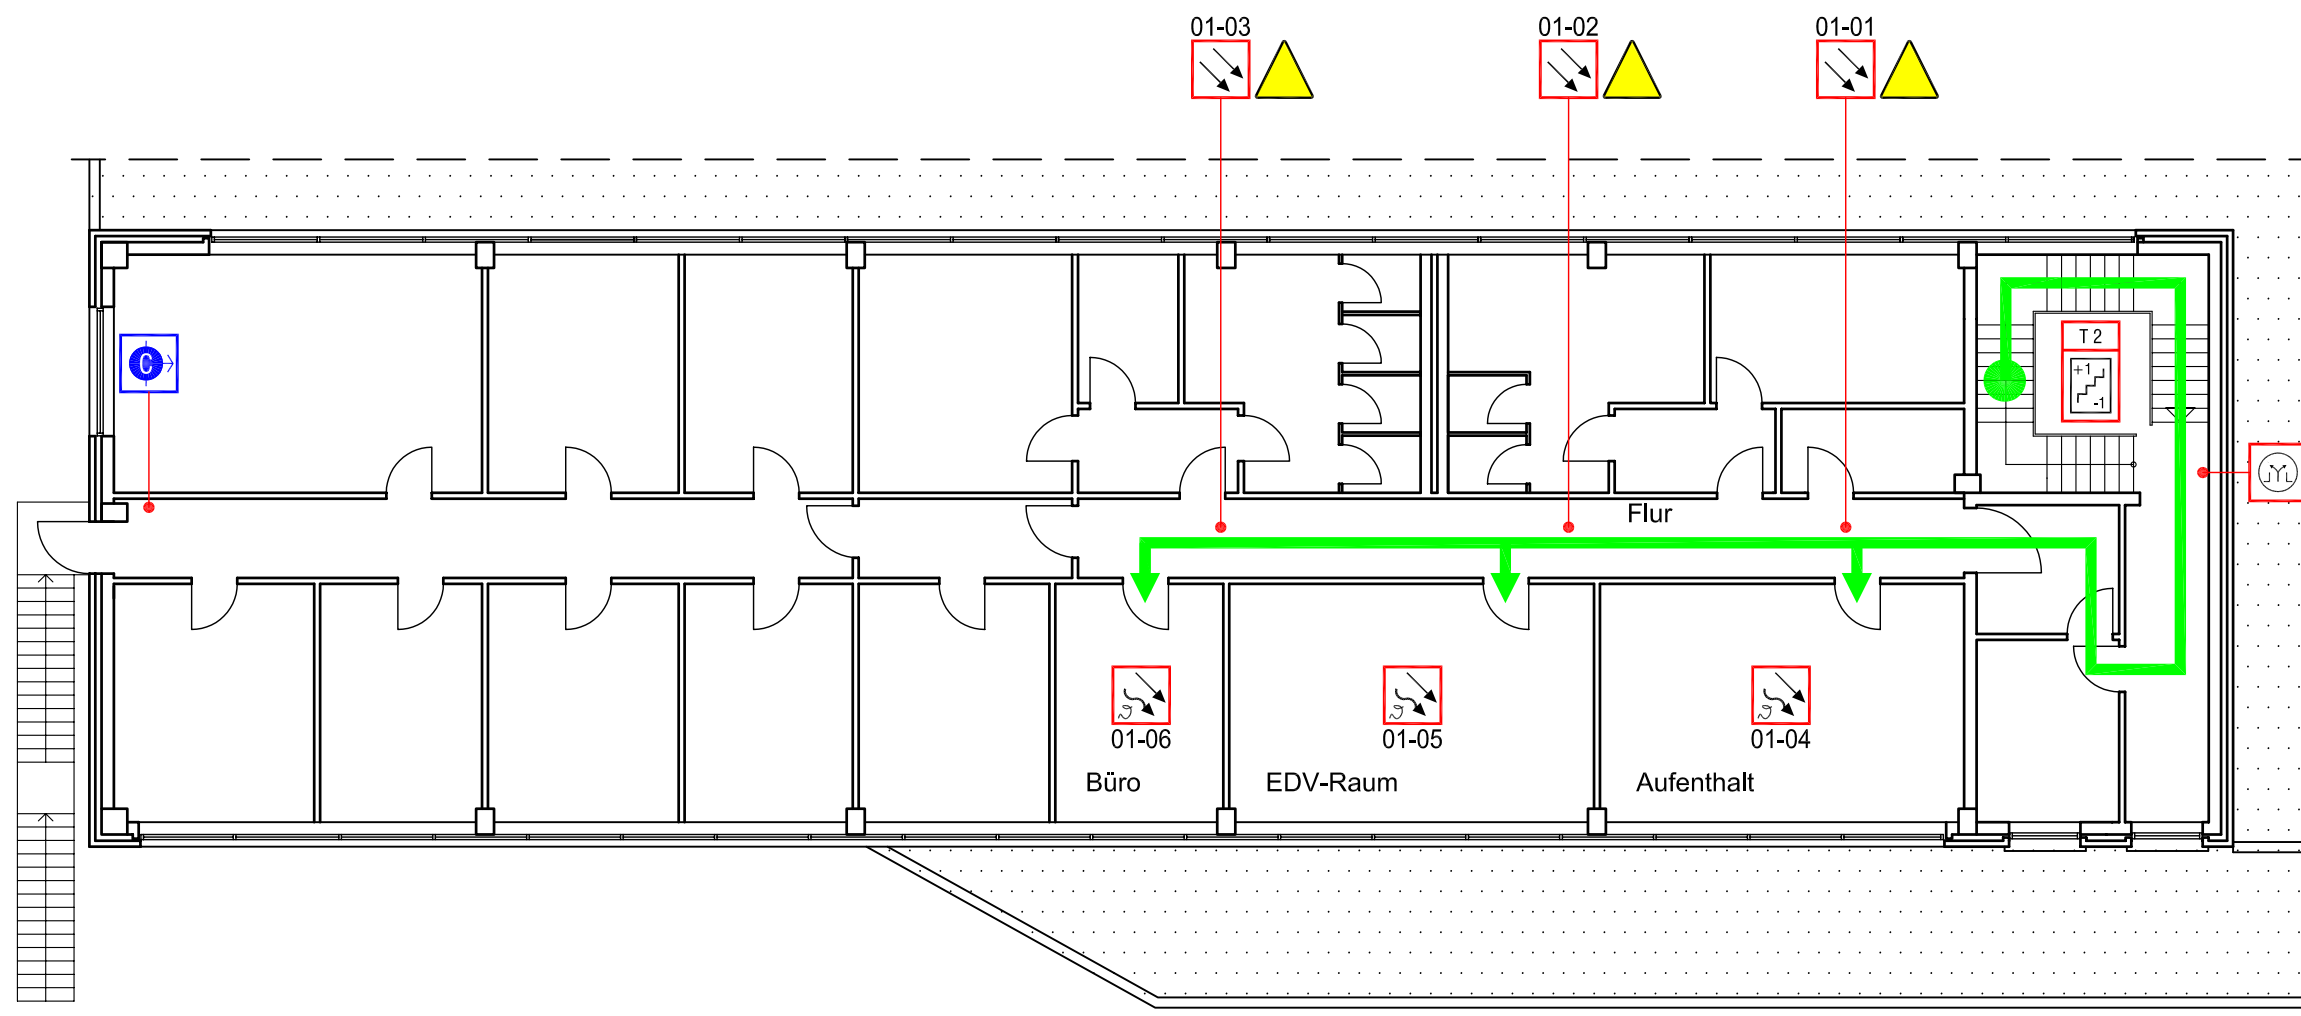 01-03
01-02
01-01
T 2
+1
-1
C
Flur
01-06
01-05
01-04
Büro
EDV-Raum
Aufenthalt